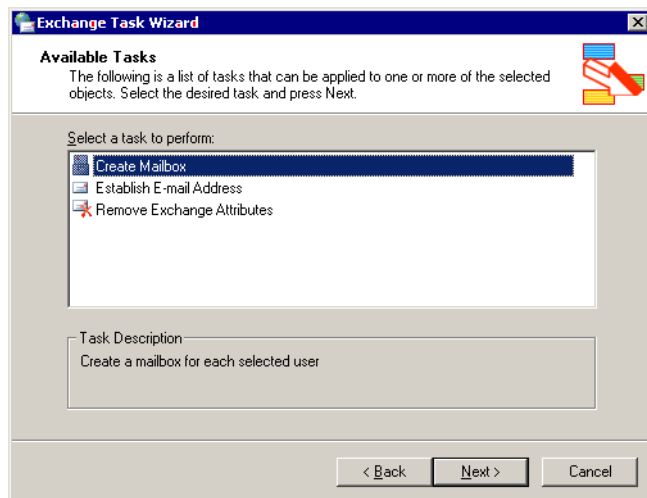 Exchange Task Wizard
Available Tasks
The following is a list of tasks that can be applied to one or more of the selected
objects. Select the desired task and press Next.
Select a task to perform:
Create Mailbox
Establish E-mail Address
Remove Exchange Attributes
Task Description
Create a mailbox for each selected user
< Back
Next >
Cancel